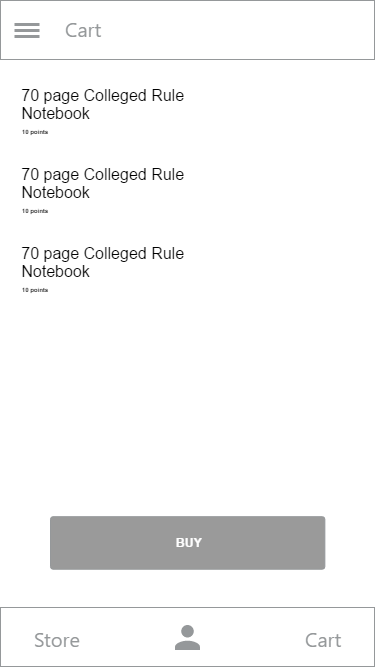 Cart
70 page Colleged Rule
Notebook
10 points
70 page Colleged Rule
Notebook
10 points
70 page Colleged Rule
Notebook
10 points
BUY
Store
Cart